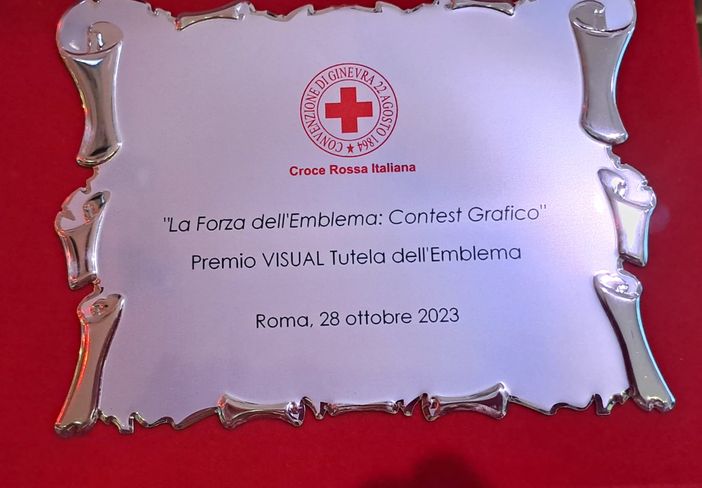 CONVENZIONE DI GINEVRA 22 AGOSTO 1864
Croce Rossa Italiana
"La Forza dell'Emblema: Contest Grafico"
Premio VISUAL Tutela dell'Emblema
Roma, 28 ottobre 2023